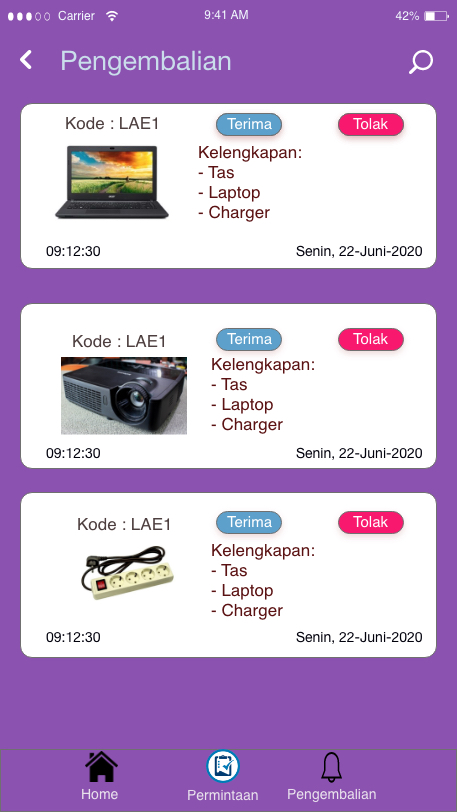 Carrier 9:41 AM 42%
Pengembalian
Kode : LAE1 Terima Tolak
Kelengkapan:
- Tas
- Laptop
- Charger
09:12:30 Senin, 22-Juni-2020
Kode : LAE1 Terima Tolak
Kelengkapan:
- Tas
- Laptop
- Charger
09:12:30 Senin, 22-Juni-2020
Kode : LAE1 Terima Tolak
Kelengkapan:
- Tas
- Laptop
- Charger
09:12:30 Senin, 22-Juni-2020
Home Permintaan Pengembalian